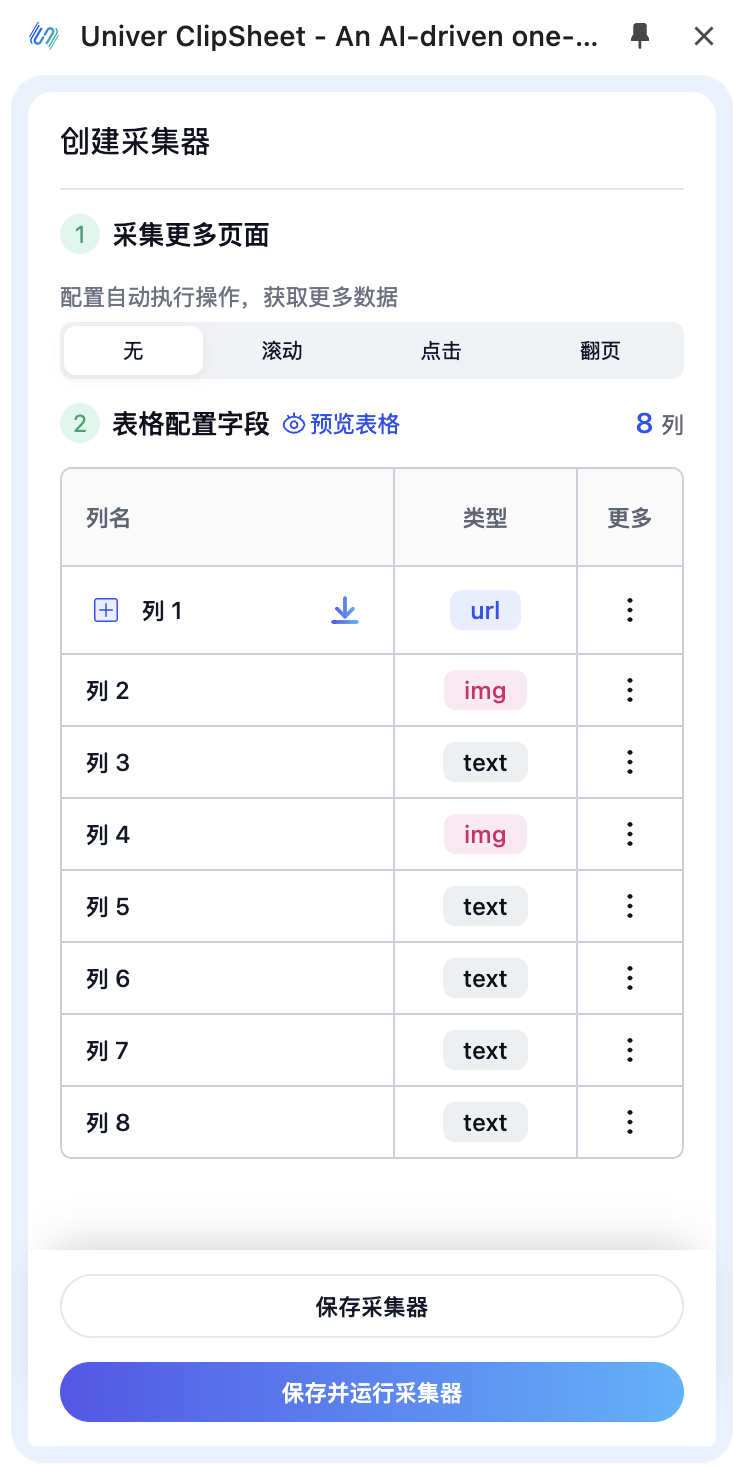 Univer ClipSheet - An AI-driven one-...
创建采集器
1 采集更多页面
配置自动执行操作，获取更多数据
无 滚动 点击 翻页
2 表格配置字段 预览表格 8 列
列名 类型 更多
列 1 url
列 2 img
列 3 text
列 4 img
列 5 text
列 6 text
列 7 text
列 8 text
保存采集器
保存并运行采集器